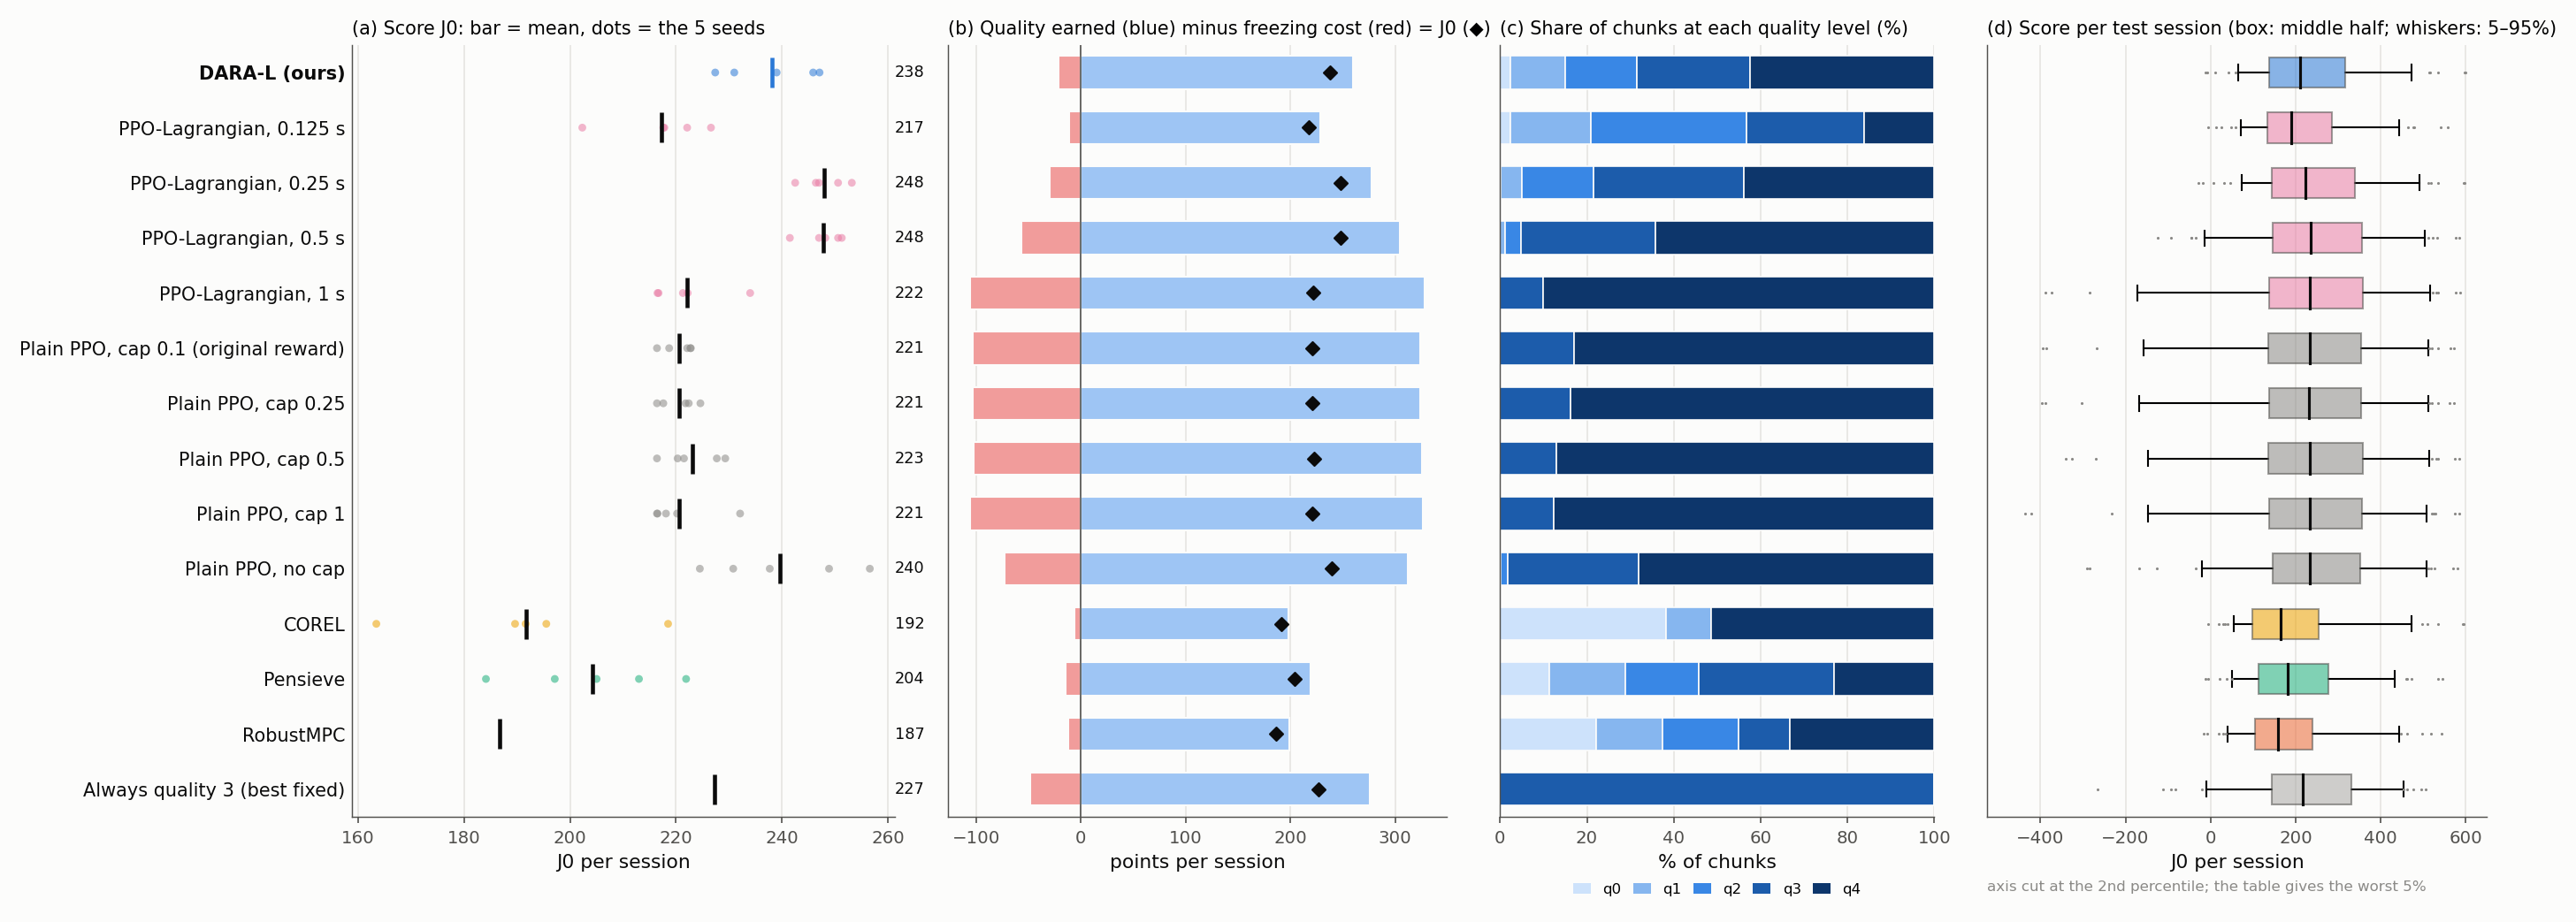 (a) Score J0: bar = mean, dots = the 5 seeds
(b) Quality earned (blue) minus freezing cost (red) = J0 (◆)
(c) Share of chunks at each quality level (%)
(d) Score per test session (box: middle half; whiskers: 5–95%)
DARA-L (ours) 238
PPO-Lagrangian, 0.125 s 217
PPO-Lagrangian, 0.25 s 248
PPO-Lagrangian, 0.5 s 248
PPO-Lagrangian, 1 s 222
Plain PPO, cap 0.1 (original reward) 221
Plain PPO, cap 0.25 221
Plain PPO, cap 0.5 223
Plain PPO, cap 1 221
Plain PPO, no cap 240
COREL 192
Pensieve 204
RobustMPC 187
Always quality 3 (best fixed) 227
160 180 200 220 240 260
J0 per session
−100 0 100 200 300
points per session
0 20 40 60 80 100
% of chunks
q0 q1 q2 q3 q4
−400 −200 0 200 400 600
J0 per session
axis cut at the 2nd percentile; the table gives the worst 5%